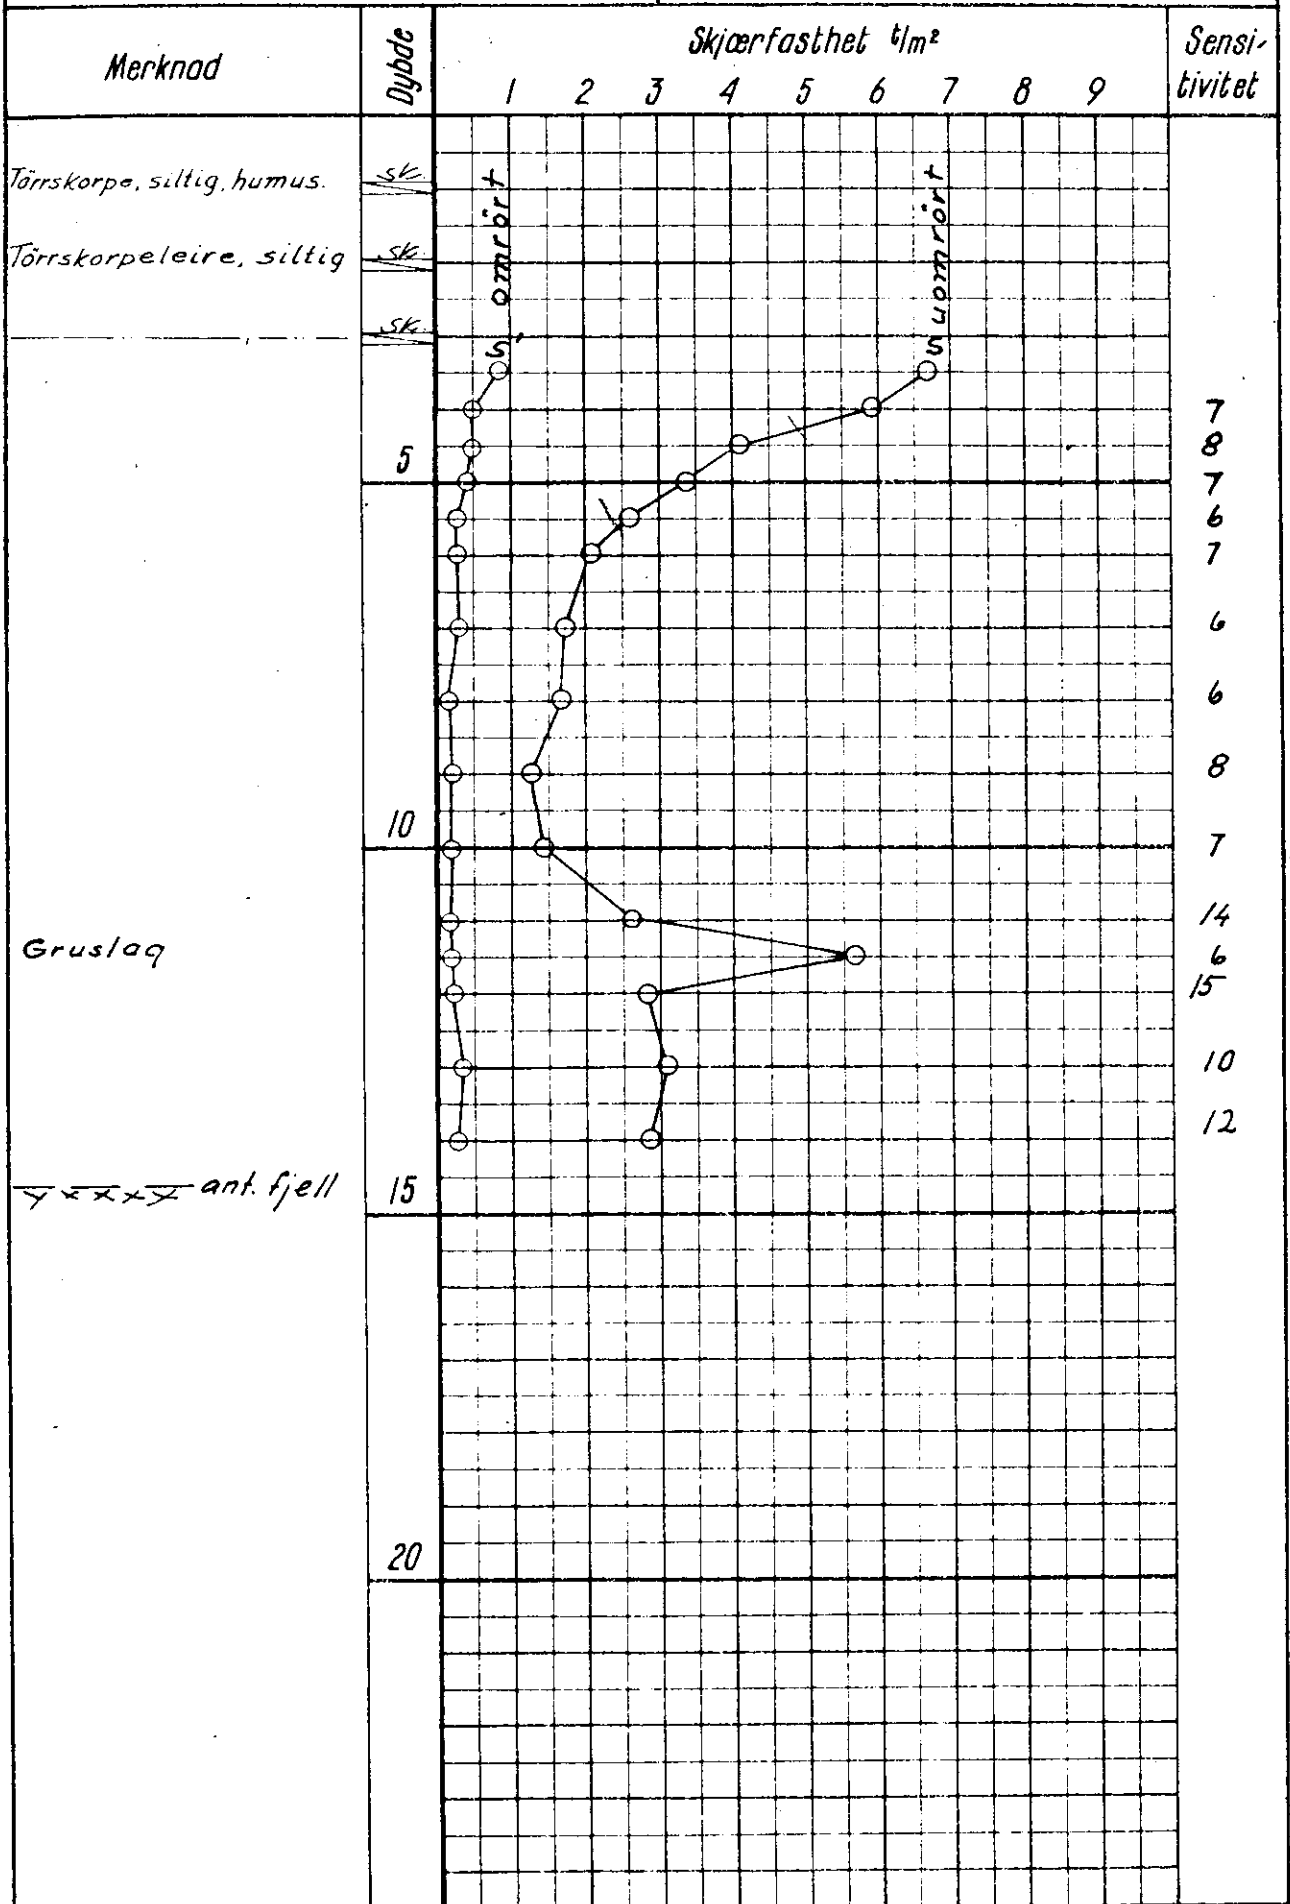 Merknad
Dybde
Skjærfasthet t/m²
1 2 3 4 5 6 7 8 9
Sensi-
tivitet
Törrskorpe, siltig, humus.
sk.
Törrskorpeleire, siltig
sk.
sk.
s' omrört
s uomrört
7
8
5
7
6
7
6
6
8
10
7
14
Gruslag
6
15
10
12
ant. fjell
15
20